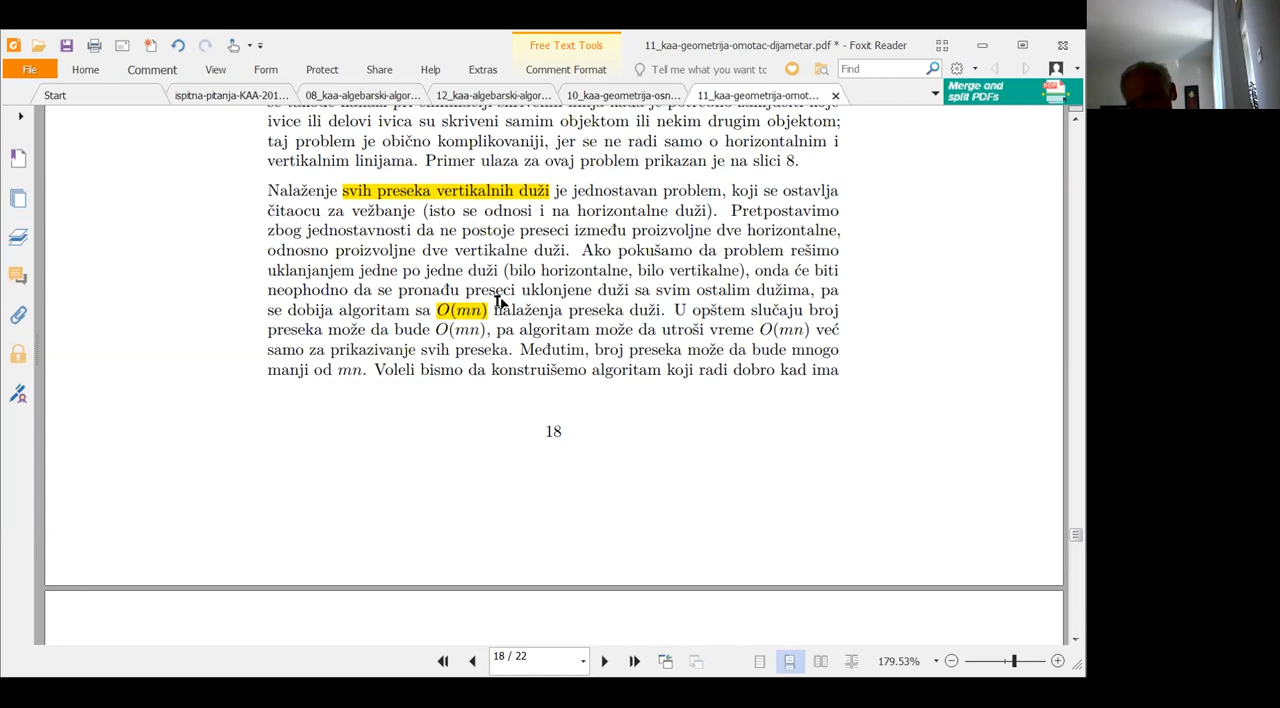 Free Text Tools
11_kaa-geometrija-omotac-dijametar.pdf * - Foxit Reader
File Home Comment View Form Protect Share Help Extras Comment Format Tell me what you want tc Find
Start ispitna-pitanja-KAA-201... 08_kaa-algebarski-algor... 12_kaa-algebarski-algor... 10_kaa-geometrija-osn... 11_kaa-geometrija-omot...
Merge and
split PDFs
ivice ili delovi ivica su skriveni samim objektom ili nekim drugim objektom;
taj problem je obično komplikovaniji, jer se ne radi samo o horizontalnim i
vertikalnim linijama. Primer ulaza za ovaj problem prikazan je na slici 8.
Nalaženje svih preseka vertikalnih duži je jednostavan problem, koji se ostavlja
čitaocu za vežbanje (isto se odnosi i na horizontalne duži). Pretpostavimo
zbog jednostavnosti da ne postoje preseci između proizvoljne dve horizontalne,
odnosno proizvoljne dve vertikalne duži. Ako pokušamo da problem rešimo
uklanjanjem jedne po jedne duži (bilo horizontalne, bilo vertikalne), onda će biti
neophodno da se pronađu preseci uklonjene duži sa svim ostalim dužima, pa
se dobija algoritam sa O(mn) nalaženja preseka duži. U opštem slučaju broj
preseka može da bude O(mn), pa algoritam može da utroši vreme O(mn) već
samo za prikazivanje svih preseka. Međutim, broj preseka može da bude mnogo
manji od mn. Voleli bismo da konstruišemo algoritam koji radi dobro kad ima
18
18 / 22
179.53%